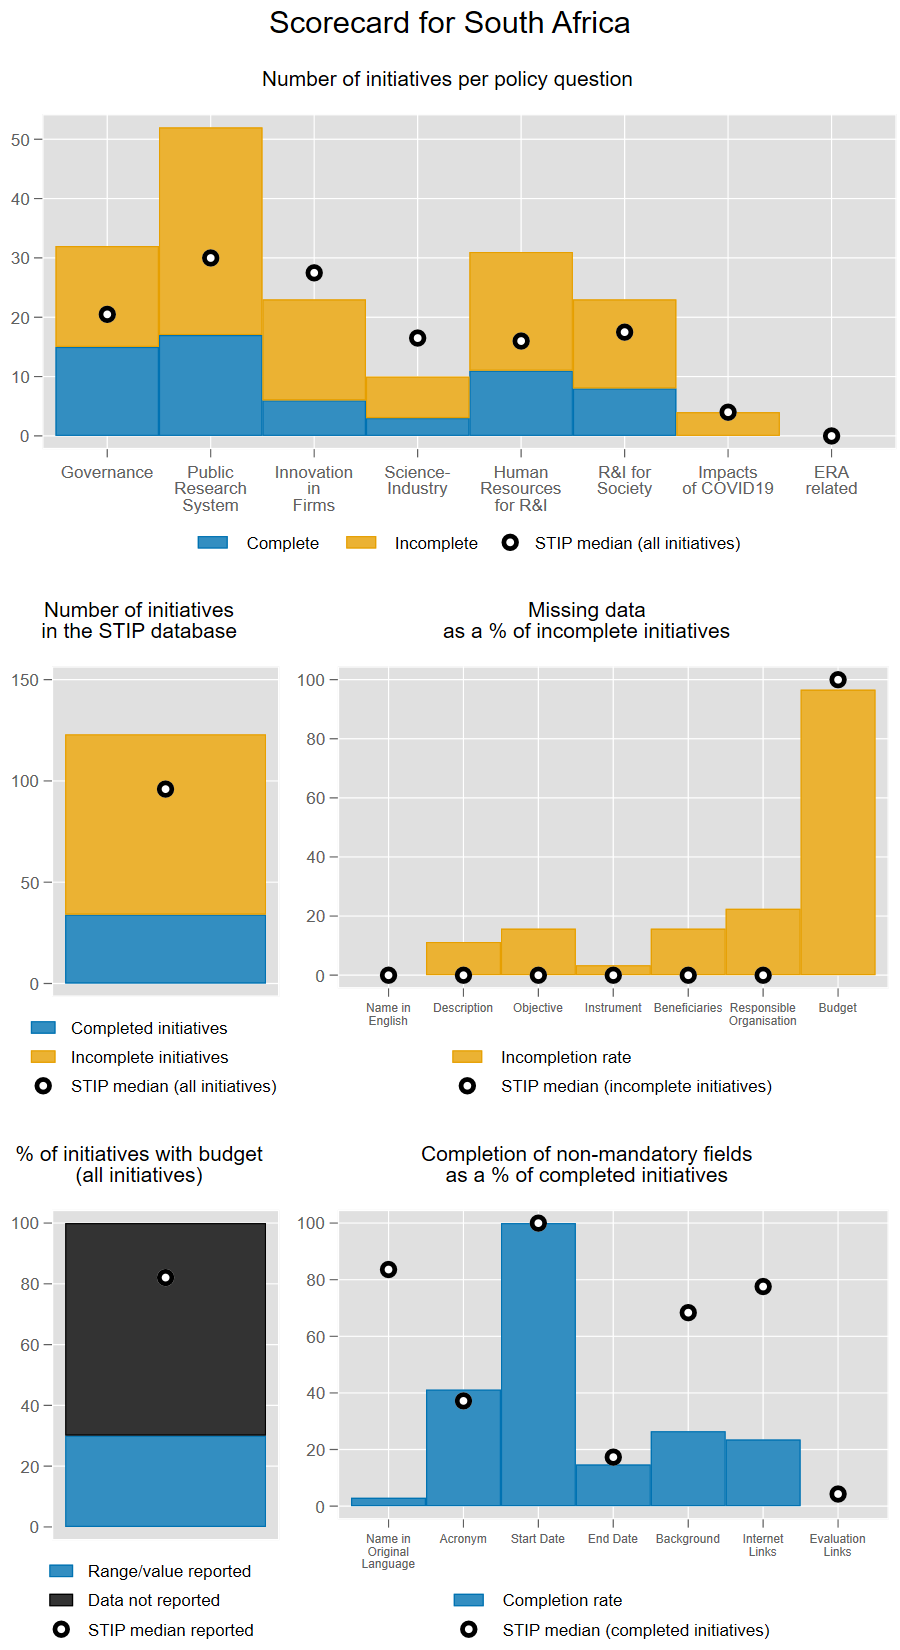 Scorecard for South Africa
Number of initiatives per policy question
50
40
30
20
10
0
Governance
Public
Research
System
Innovation
in
Firms
Science-
Industry
Human
Resources
for R&I
R&I for
Society
Impacts
of COVID19
ERA
related
Complete
Incomplete
STIP median (all initiatives)
Number of initiatives
in the STIP database
150
100
50
0
Completed initiatives
Incomplete initiatives
STIP median (all initiatives)
Missing data
as a % of incomplete initiatives
100
80
60
40
20
0
Name in
English
Description
Objective
Instrument
Beneficiaries
Responsible
Organisation
Budget
Incompletion rate
STIP median (incomplete initiatives)
% of initiatives with budget
(all initiatives)
100
80
60
40
20
0
Range/value reported
Data not reported
STIP median reported
Completion of non-mandatory fields
as a % of completed initiatives
100
80
60
40
20
0
Name in
Original
Language
Acronym
Start Date
End Date
Background
Internet
Links
Evaluation
Links
Completion rate
STIP median (completed initiatives)